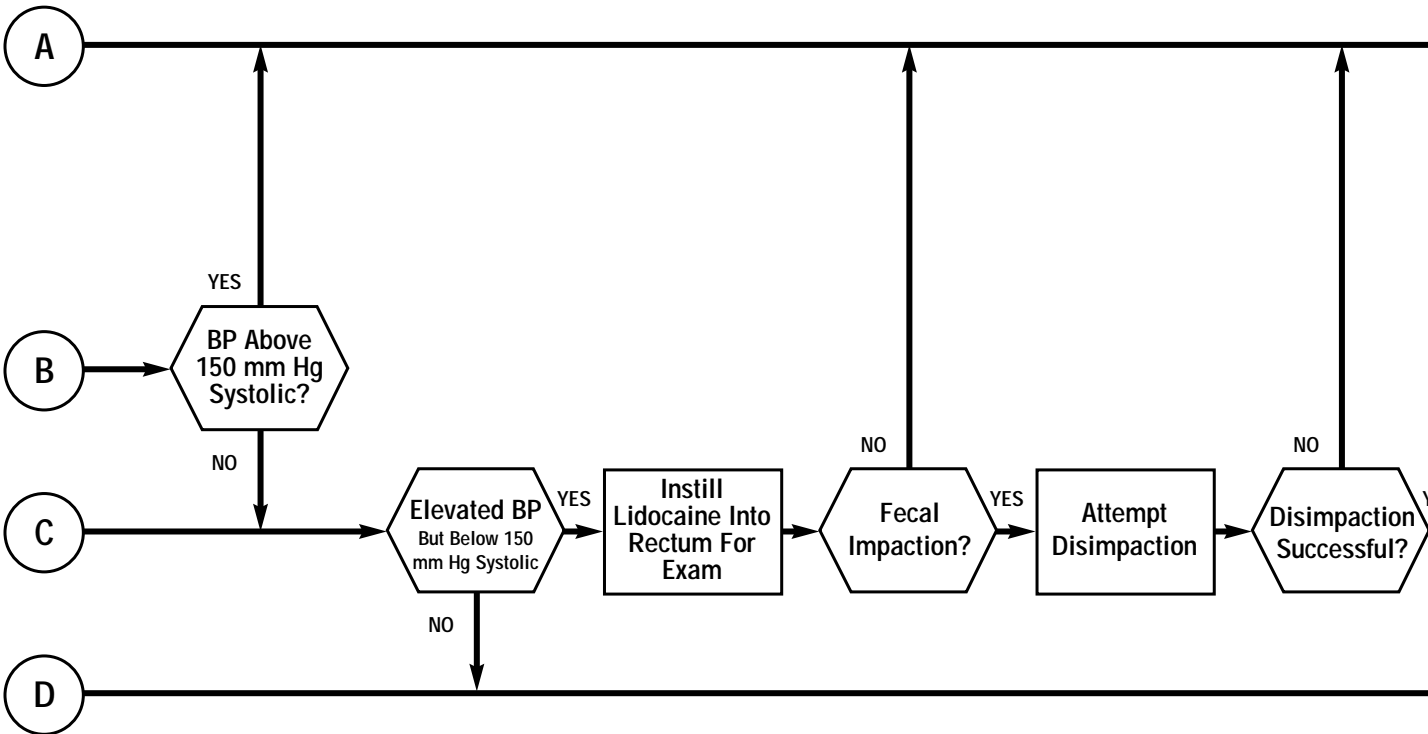 A
YES
BP Above
150 mm Hg
Systolic?
B
NO
NO
NO
Elevated BP
But Below 150
mm Hg Systolic
YES
Instill
Lidocaine Into
Rectum For
Exam
Fecal
Impaction?
YES
Attempt
Disimpaction
Disimpaction
Successful?
C
NO
D